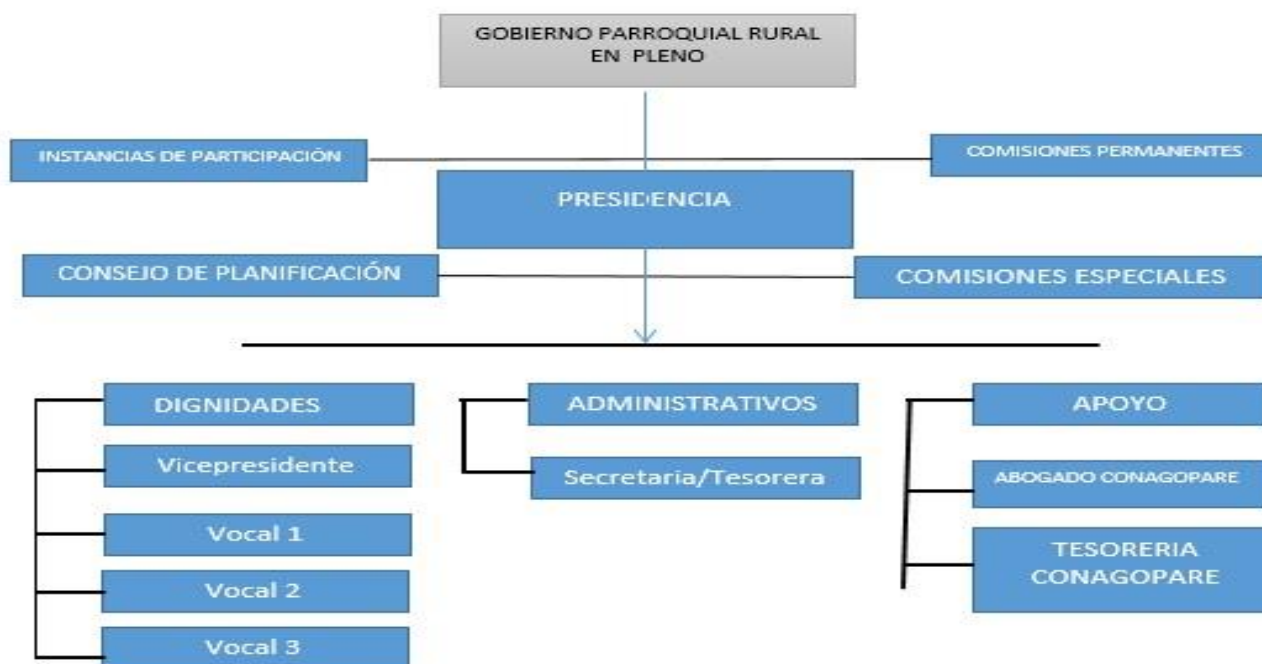 GOBIERNO PARROQUIAL RURAL
EN PLENO
INSTANCIAS DE PARTICIPACIÓN
COMISIONES PERMANENTES
PRESIDENCIA
CONSEJO DE PLANIFICACIÓN
COMISIONES ESPECIALES
DIGNIDADES
Vicepresidente
Vocal 1
Vocal 2
Vocal 3
ADMINISTRATIVOS
Secretaria/Tesorera
APOYO
ABOGADO CONAGOPARE
TESORERIA
CONAGOPARE